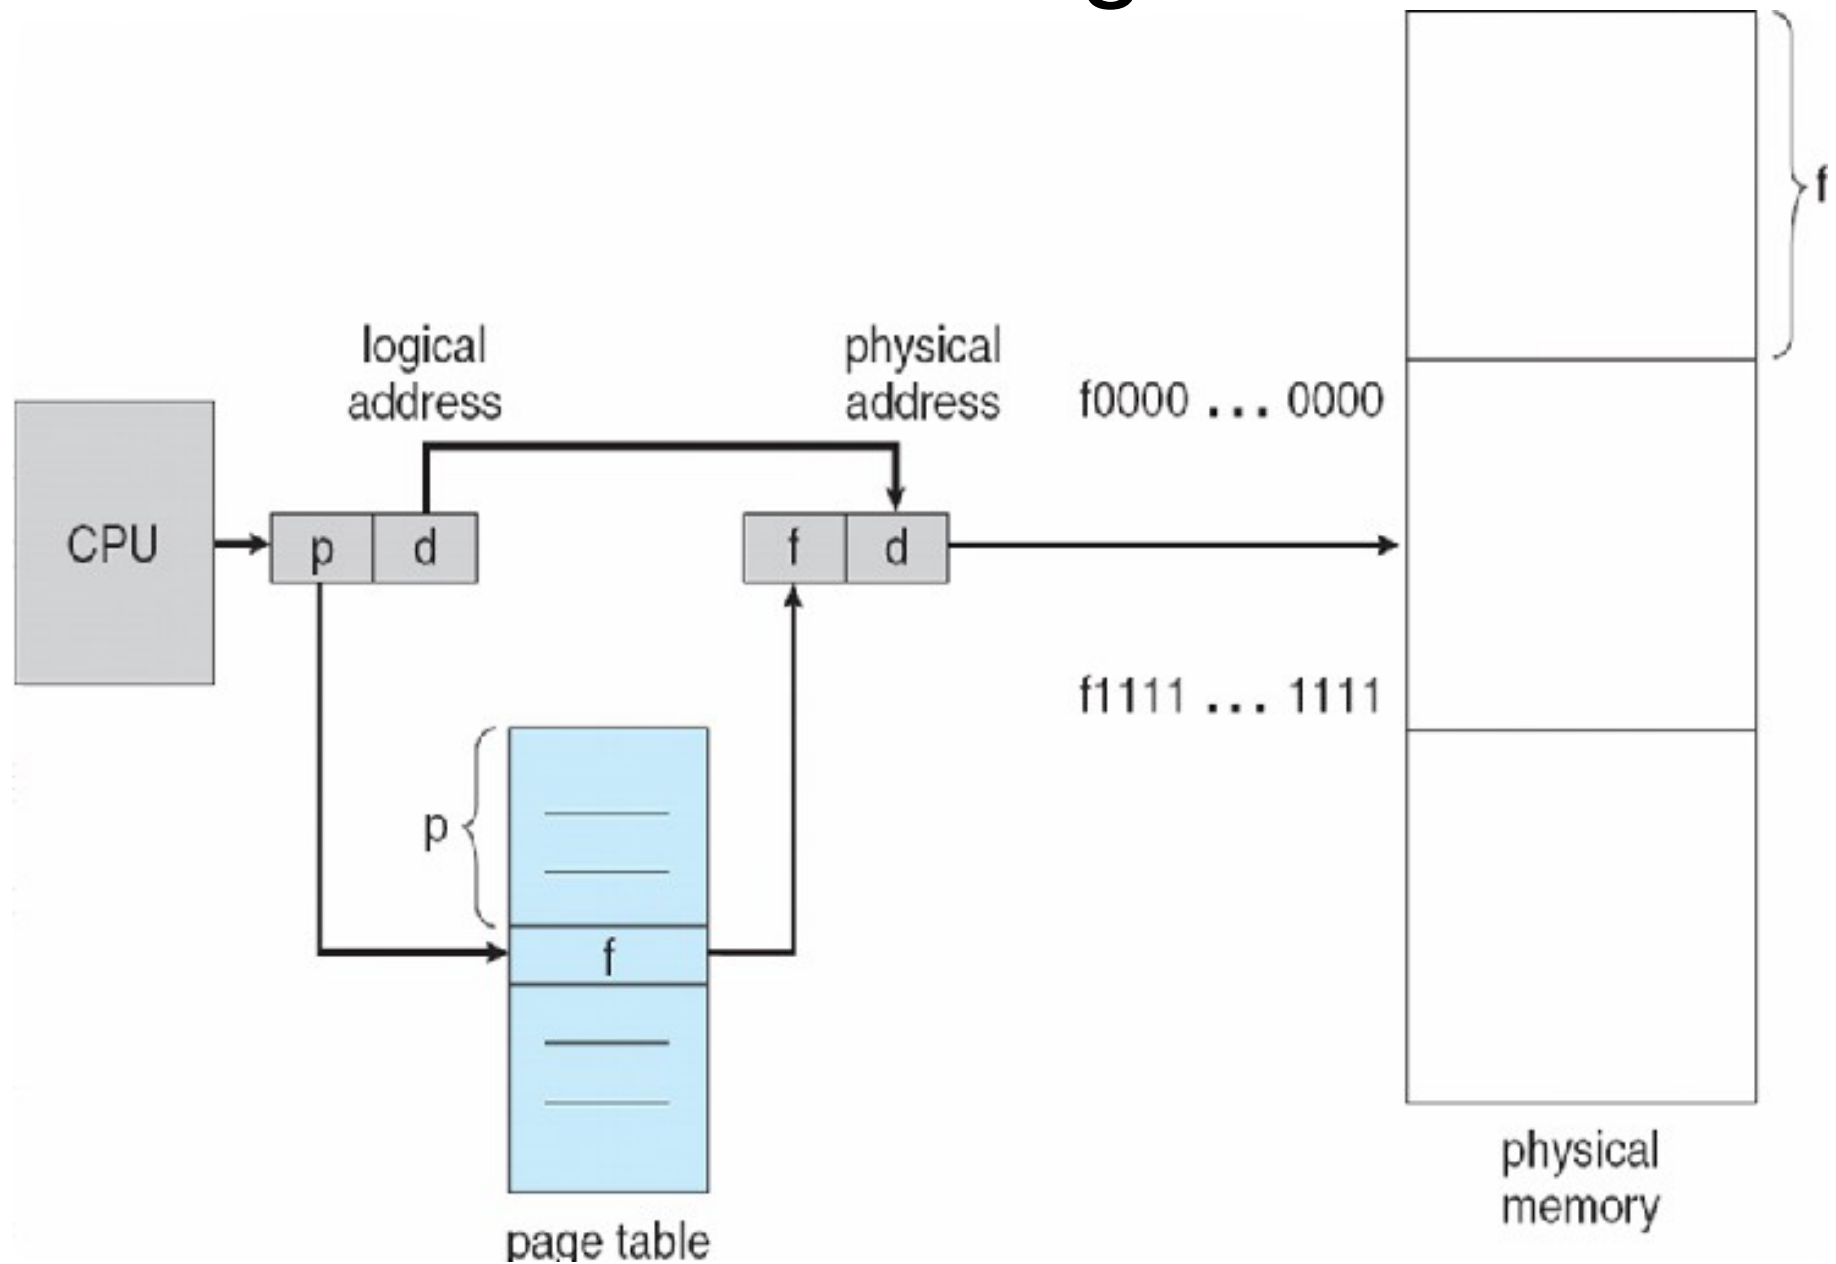 g
f
logical
address
physical
address
f0000 ... 0000
CPU
p
d
f
d
f1111 ... 1111
p
f
physical
memory
page table